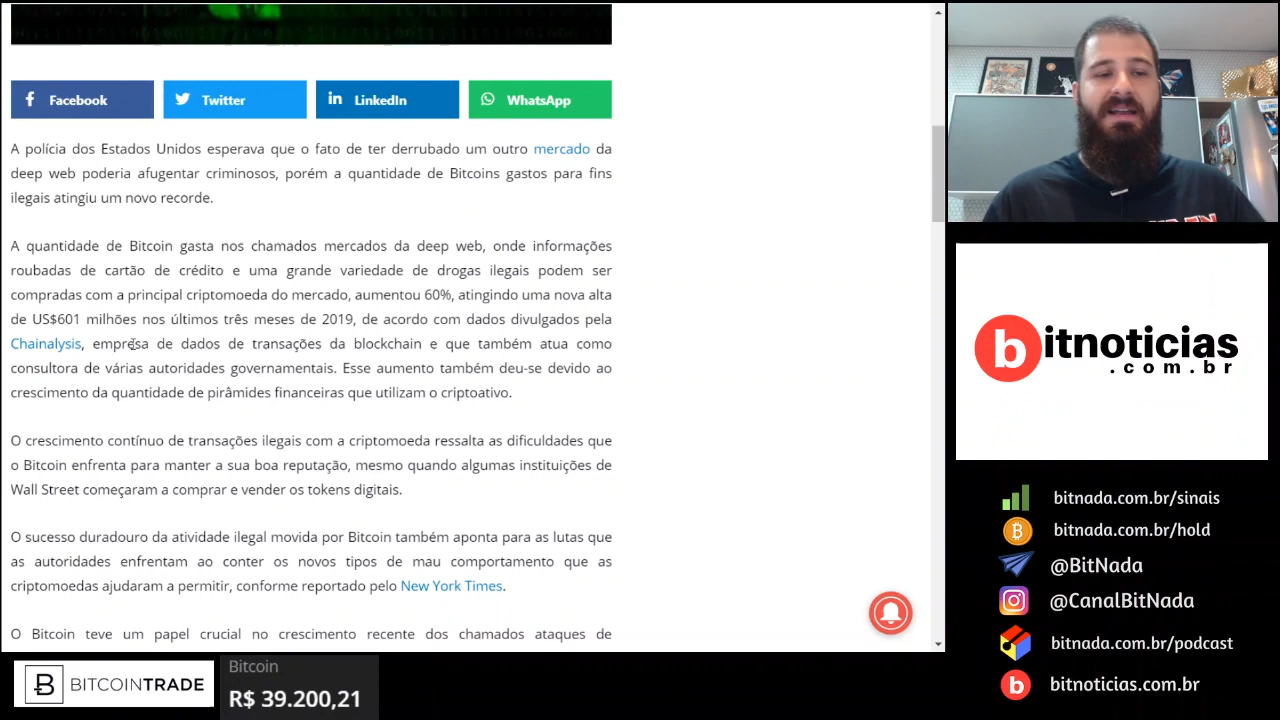 Facebook
Twitter
LinkedIn
WhatsApp
A polícia dos Estados Unidos esperava que o fato de ter derrubado um outro mercado da
deep web poderia afugentar criminosos, porém a quantidade de Bitcoins gastos para fins
ilegais atingiu um novo recorde.
A quantidade de Bitcoin gasta nos chamados mercados da deep web, onde informações
roubadas de cartão de crédito e uma grande variedade de drogas ilegais podem ser
compradas com a principal criptomoeda do mercado, aumentou 60%, atingindo uma nova alta
de US$601 milhões nos últimos três meses de 2019, de acordo com dados divulgados pela
Chainalysis, empresa de dados de transações da blockchain e que também atua como
consultora de várias autoridades governamentais. Esse aumento também deu-se devido ao
crescimento da quantidade de pirâmides financeiras que utilizam o criptoativo.
O crescimento contínuo de transações ilegais com a criptomoeda ressalta as dificuldades que
o Bitcoin enfrenta para manter a sua boa reputação, mesmo quando algumas instituições de
Wall Street começaram a comprar e vender os tokens digitais.
O sucesso duradouro da atividade ilegal movida por Bitcoin também aponta para as lutas que
as autoridades enfrentam ao conter os novos tipos de mau comportamento que as
criptomoedas ajudaram a permitir, conforme reportado pelo New York Times.
O Bitcoin teve um papel crucial no crescimento recente dos chamados ataques de
bitnoticias
.com.br
bitnada.com.br/sinais
bitnada.com.br/hold
@BitNada
@CanalBitNada
bitnada.com.br/podcast
bitnoticias.com.br
BITCOINTRADE
Bitcoin
R$ 39.200,21